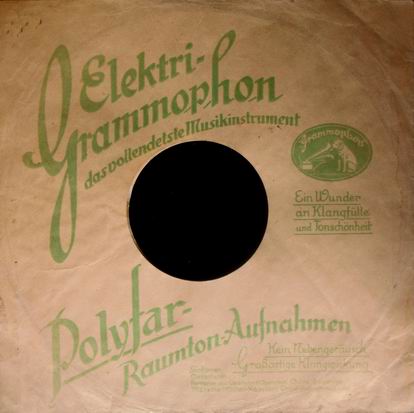 Elektri-
Grammophon
das vollendetste Musikinstrument
Grammophon
Ein Wunder
an Klangfülle
und Tonschönheit
Polyfar-
Raumton-Aufnahmen
Kein Nebengeräusch
Großartige Klangwirkung